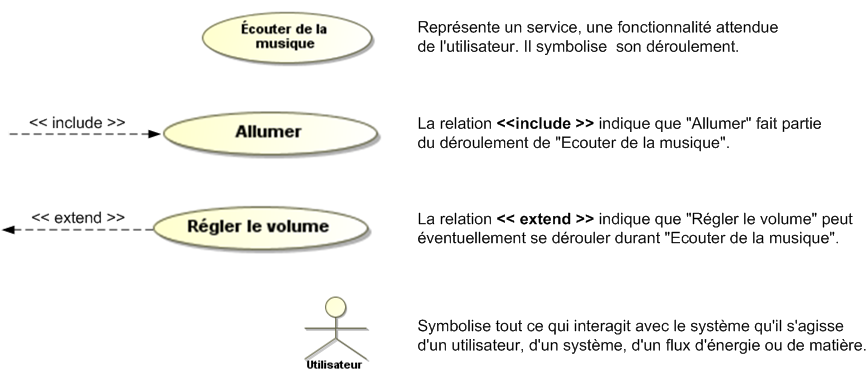 Écouter de la
musique
Représente un service, une fonctionnalité attendue
de l'utilisateur. Il symbolise son déroulement.
<< include >>
Allumer
La relation <<include >> indique que "Allumer" fait partie
du déroulement de "Ecouter de la musique".
<< extend >>
Régler le volume
La relation << extend >> indique que "Régler le volume" peut
éventuellement se dérouler durant "Ecouter de la musique".
Utilisateur
Symbolise tout ce qui interagit avec le système qu'il s'agisse
d'un utilisateur, d'un système, d'un flux d'énergie ou de matière.